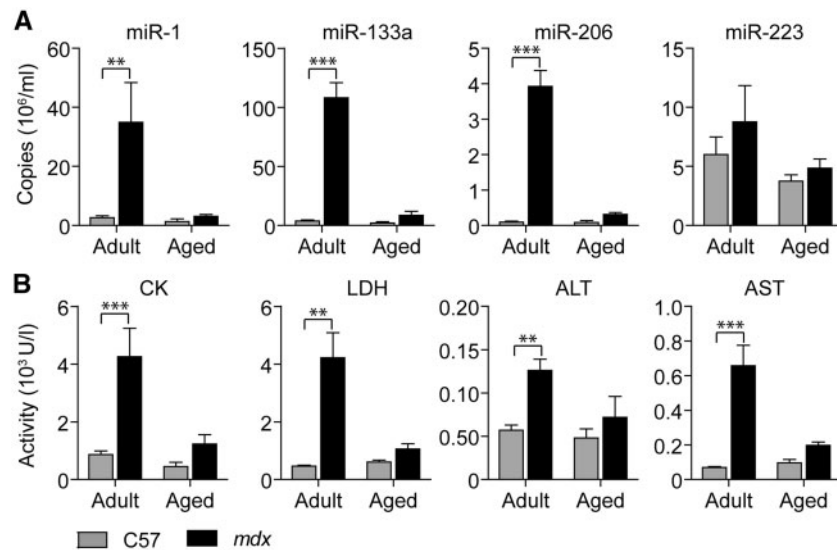 A
miR-1
miR-133a
miR-206
miR-223
Copies (10⁶/ml)
60
40
20
0
**
Adult
Aged
150
100
50
0
***
Adult
Aged
5
4
3
2
1
0
***
Adult
Aged
15
10
5
0
Adult
Aged
B
CK
LDH
ALT
AST
Activity (10³ U/l)
6
4
2
0
***
Adult
Aged
6
4
2
0
**
Adult
Aged
0.20
0.15
0.10
0.50
0
**
Adult
Aged
1.0
0.8
0.6
0.4
0.2
0
***
Adult
Aged
C57
mdx